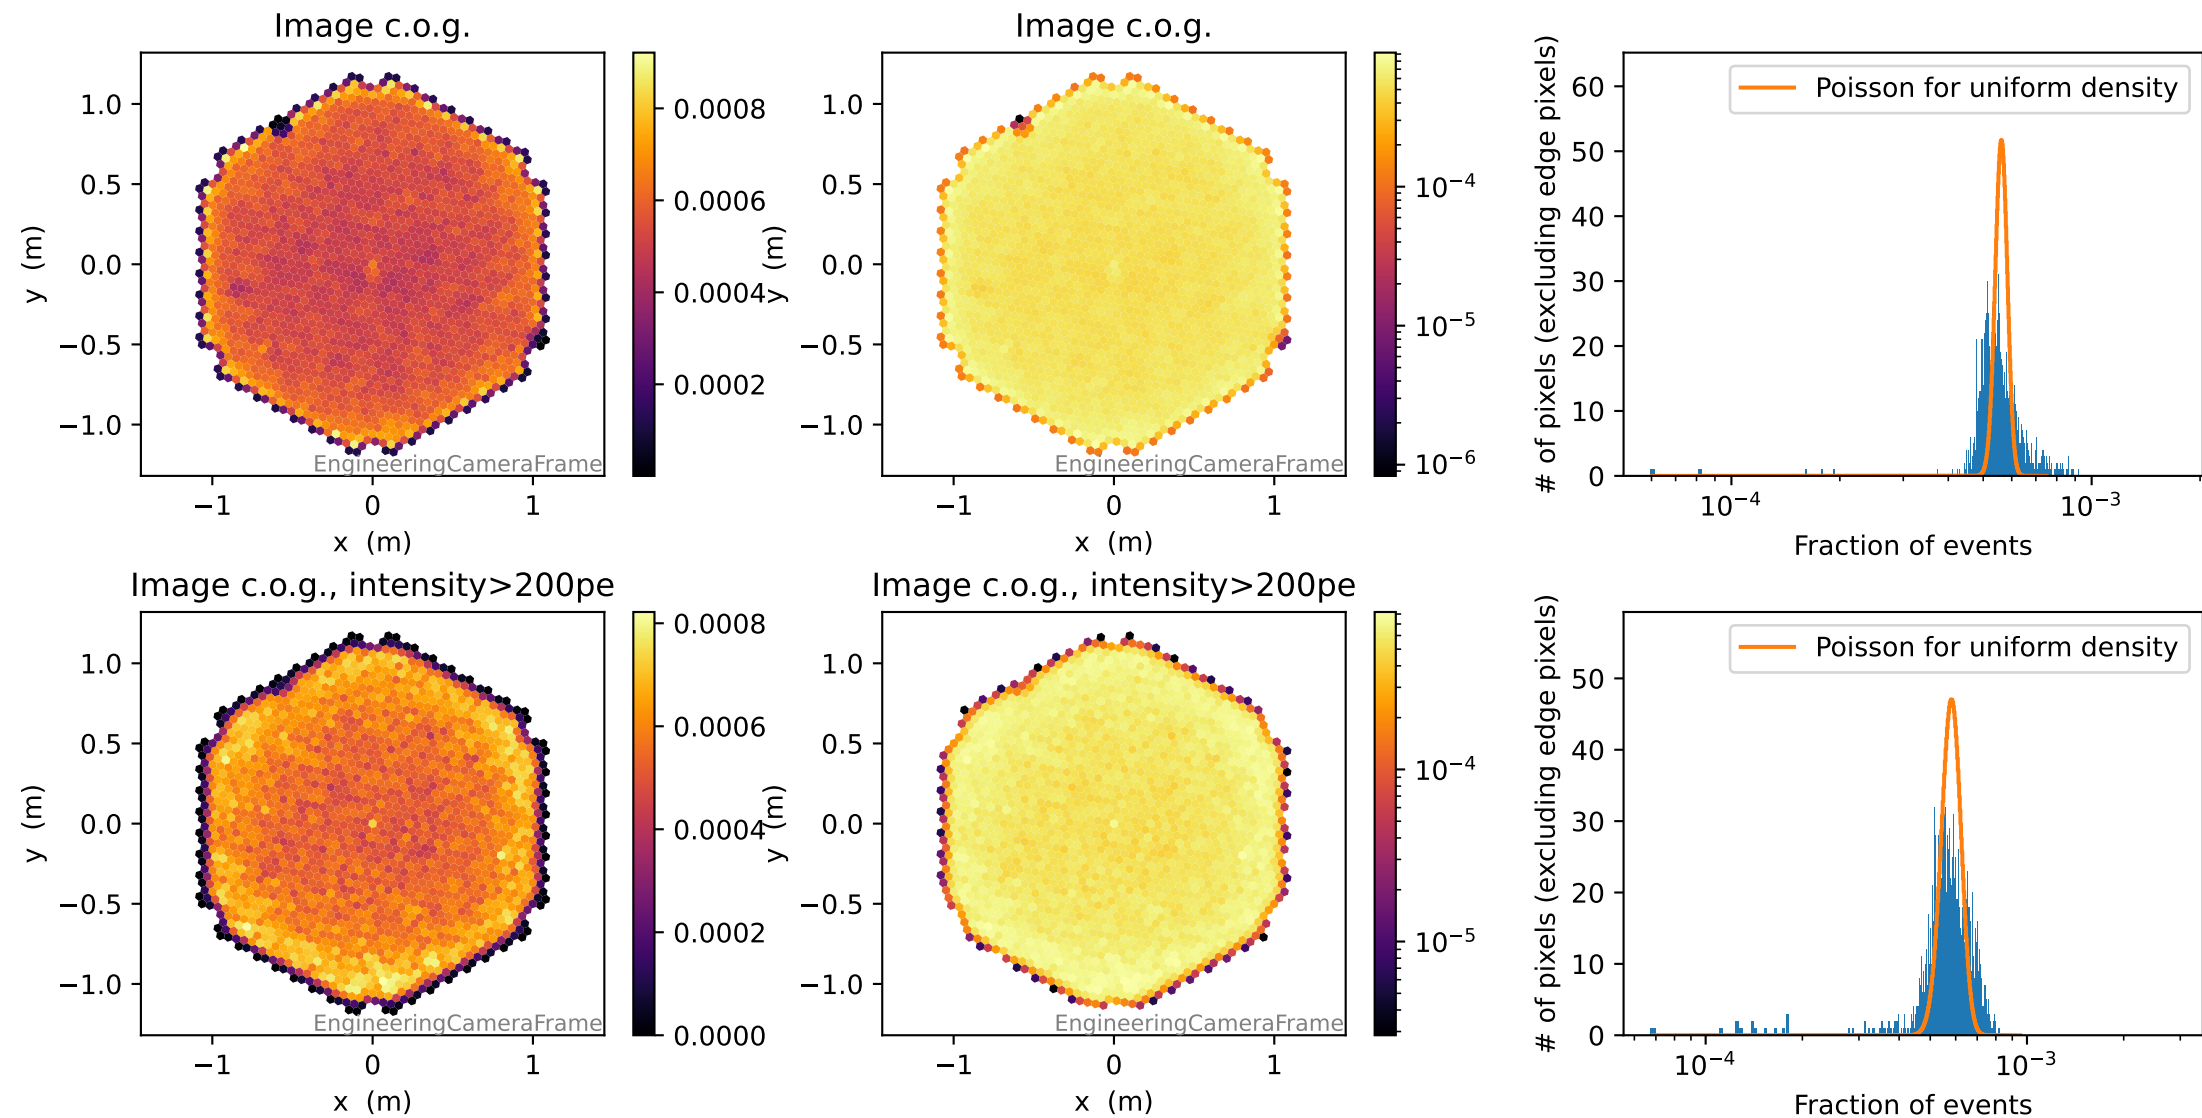 Image c.o.g.
1.0
0.5
0.0
−0.5
−1.0
y (m)
−1
0
1
x (m)
EngineeringCameraFrame
0.0008
0.0006
0.0004
0.0002
Image c.o.g.
1.0
0.5
0.0
−0.5
−1.0
y (m)
−1
0
1
x (m)
EngineeringCameraFrame
10⁻⁴
10⁻⁵
10⁻⁶
# of pixels (excluding edge pixels)
60
50
40
30
20
10
0
Poisson for uniform density
10⁻⁴
10⁻³
Fraction of events
Image c.o.g., intensity>200pe
1.0
0.5
0.0
−0.5
−1.0
y (m)
−1
0
1
x (m)
EngineeringCameraFrame
0.0008
0.0006
0.0004
0.0002
0.0000
Image c.o.g., intensity>200pe
1.0
0.5
0.0
−0.5
−1.0
y (m)
−1
0
1
x (m)
EngineeringCameraFrame
10⁻⁴
10⁻⁵
# of pixels (excluding edge pixels)
50
40
30
20
10
0
Poisson for uniform density
10⁻⁴
10⁻³
Fraction of events